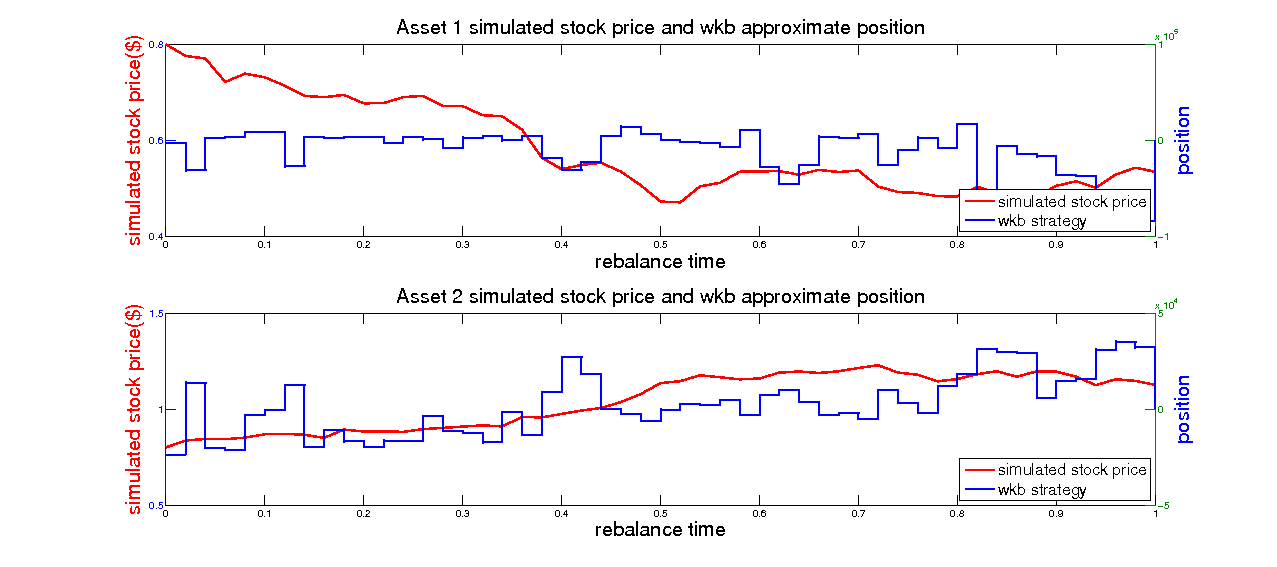 Asset 1 simulated stock price and wkb approximate position
x 10^5
simulated stock price($)
0.8
0.6
0.4
1
0
−1
position
0 0.1 0.2 0.3 0.4 0.5 0.6 0.7 0.8 0.9 1
rebalance time
simulated stock price
wkb strategy
Asset 2 simulated stock price and wkb approximate position
x 10^4
simulated stock price($)
1.5
1
0.5
5
0
−5
position
0 0.1 0.2 0.3 0.4 0.5 0.6 0.7 0.8 0.9 1
rebalance time
simulated stock price
wkb strategy